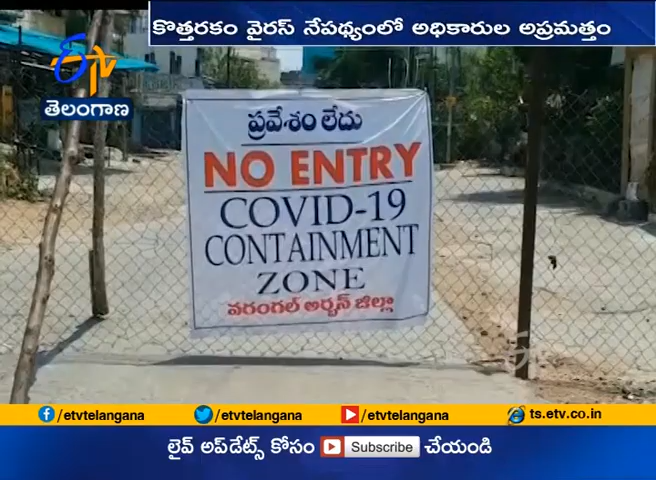 కొత్తరకం వైరస్ నేపథ్యంలో అధికారుల అప్రమత్తం
etv
తెలంగాణ
ప్రవేశం లేదు
NO ENTRY
COVID-19
CONTAINMENT
ZONE
వరంగల్ అర్బన్ జిల్లా
/etvtelangana /etvtelangana /etvtelangana ts.etv.co.in
లైవ్ అప్‌డేట్స్ కోసం Subscribe చేయండి